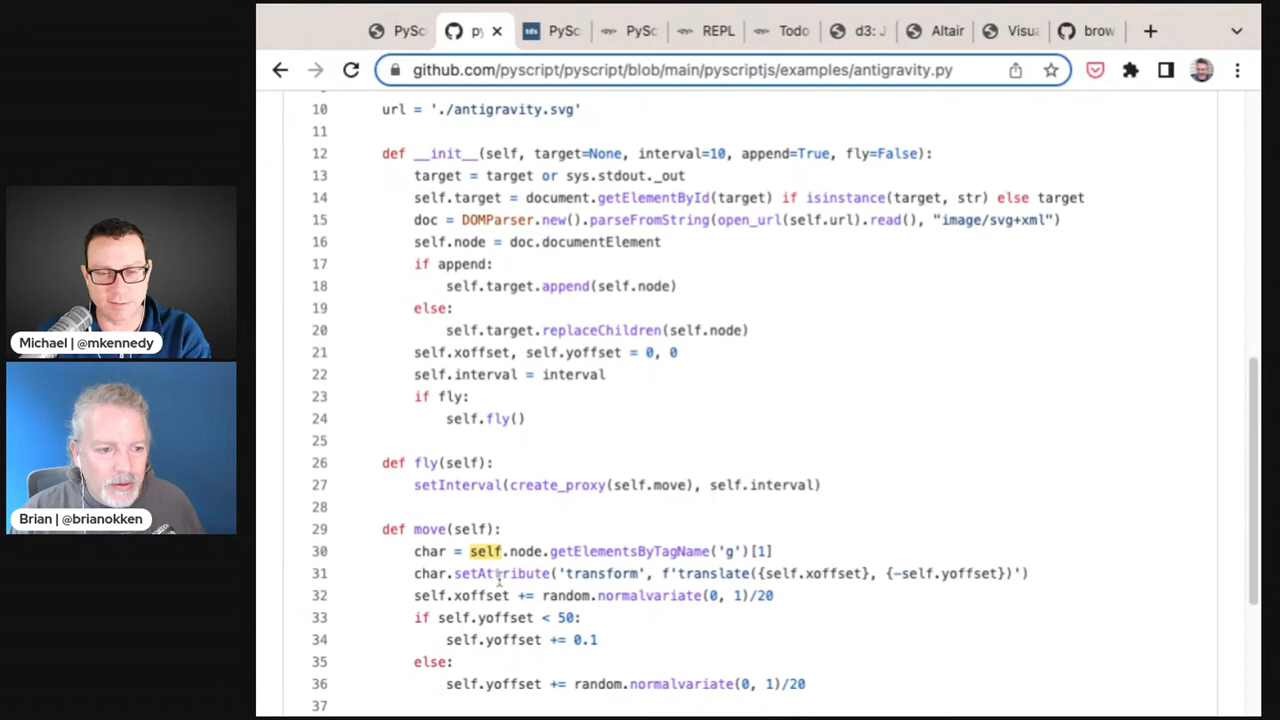 PySc
py
PySc
PySc
REPL
Todo
d3: J
Altair
Visua
brow
github.com/pyscript/pyscript/blob/main/pyscriptjs/examples/antigravity.py
10 url = './antigravity.svg'
11
12 def __init__(self, target=None, interval=10, append=True, fly=False):
13 target = target or sys.stdout._out
14 self.target = document.getElementById(target) if isinstance(target, str) else target
15 doc = DOMParser.new().parseFromString(open_url(self.url).read(), "image/svg+xml")
16 self.node = doc.documentElement
17 if append:
18 self.target.append(self.node)
19 else:
20 self.target.replaceChildren(self.node)
21 self.xoffset, self.yoffset = 0, 0
22 self.interval = interval
23 if fly:
24 self.fly()
25
26 def fly(self):
27 setInterval(create_proxy(self.move), self.interval)
28
29 def move(self):
30 char = self.node.getElementsByTagName('g')[1]
31 char.setAttribute('transform', f'translate({self.xoffset}, {-self.yoffset})')
32 self.xoffset += random.normalvariate(0, 1)/20
33 if self.yoffset < 50:
34 self.yoffset += 0.1
35 else:
36 self.yoffset += random.normalvariate(0, 1)/20
37
Michael | @mkennedy
Brian | @brianokken